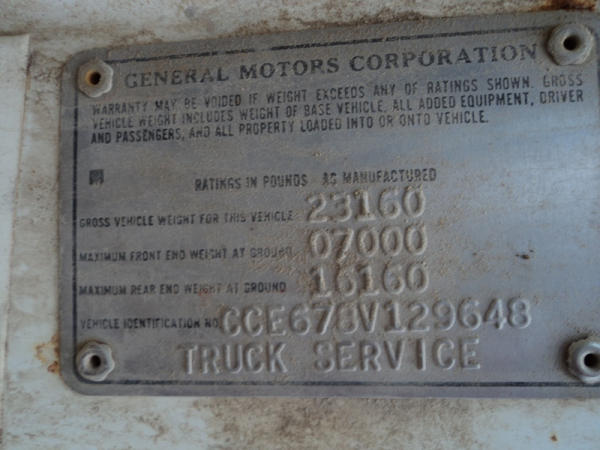 GENERAL MOTORS CORPORATION
WARRANTY MAY BE VOIDED IF WEIGHT EXCEEDS ANY OF RATINGS SHOWN. GROSS
VEHICLE WEIGHT INCLUDES WEIGHT OF BASE VEHICLE, ALL ADDED EQUIPMENT, DRIVER
AND PASSENGERS, AND ALL PROPERTY LOADED INTO OR ONTO VEHICLE.
RATINGS IN POUNDS AS MANUFACTURED
GROSS VEHICLE WEIGHT FOR THIS VEHICLE 23160
MAXIMUM FRONT END WEIGHT AT GROUND 07000
MAXIMUM REAR END WEIGHT AT GROUND 16160
VEHICLE IDENTIFICATION NO. CCE678V129648
TRUCK SERVICE